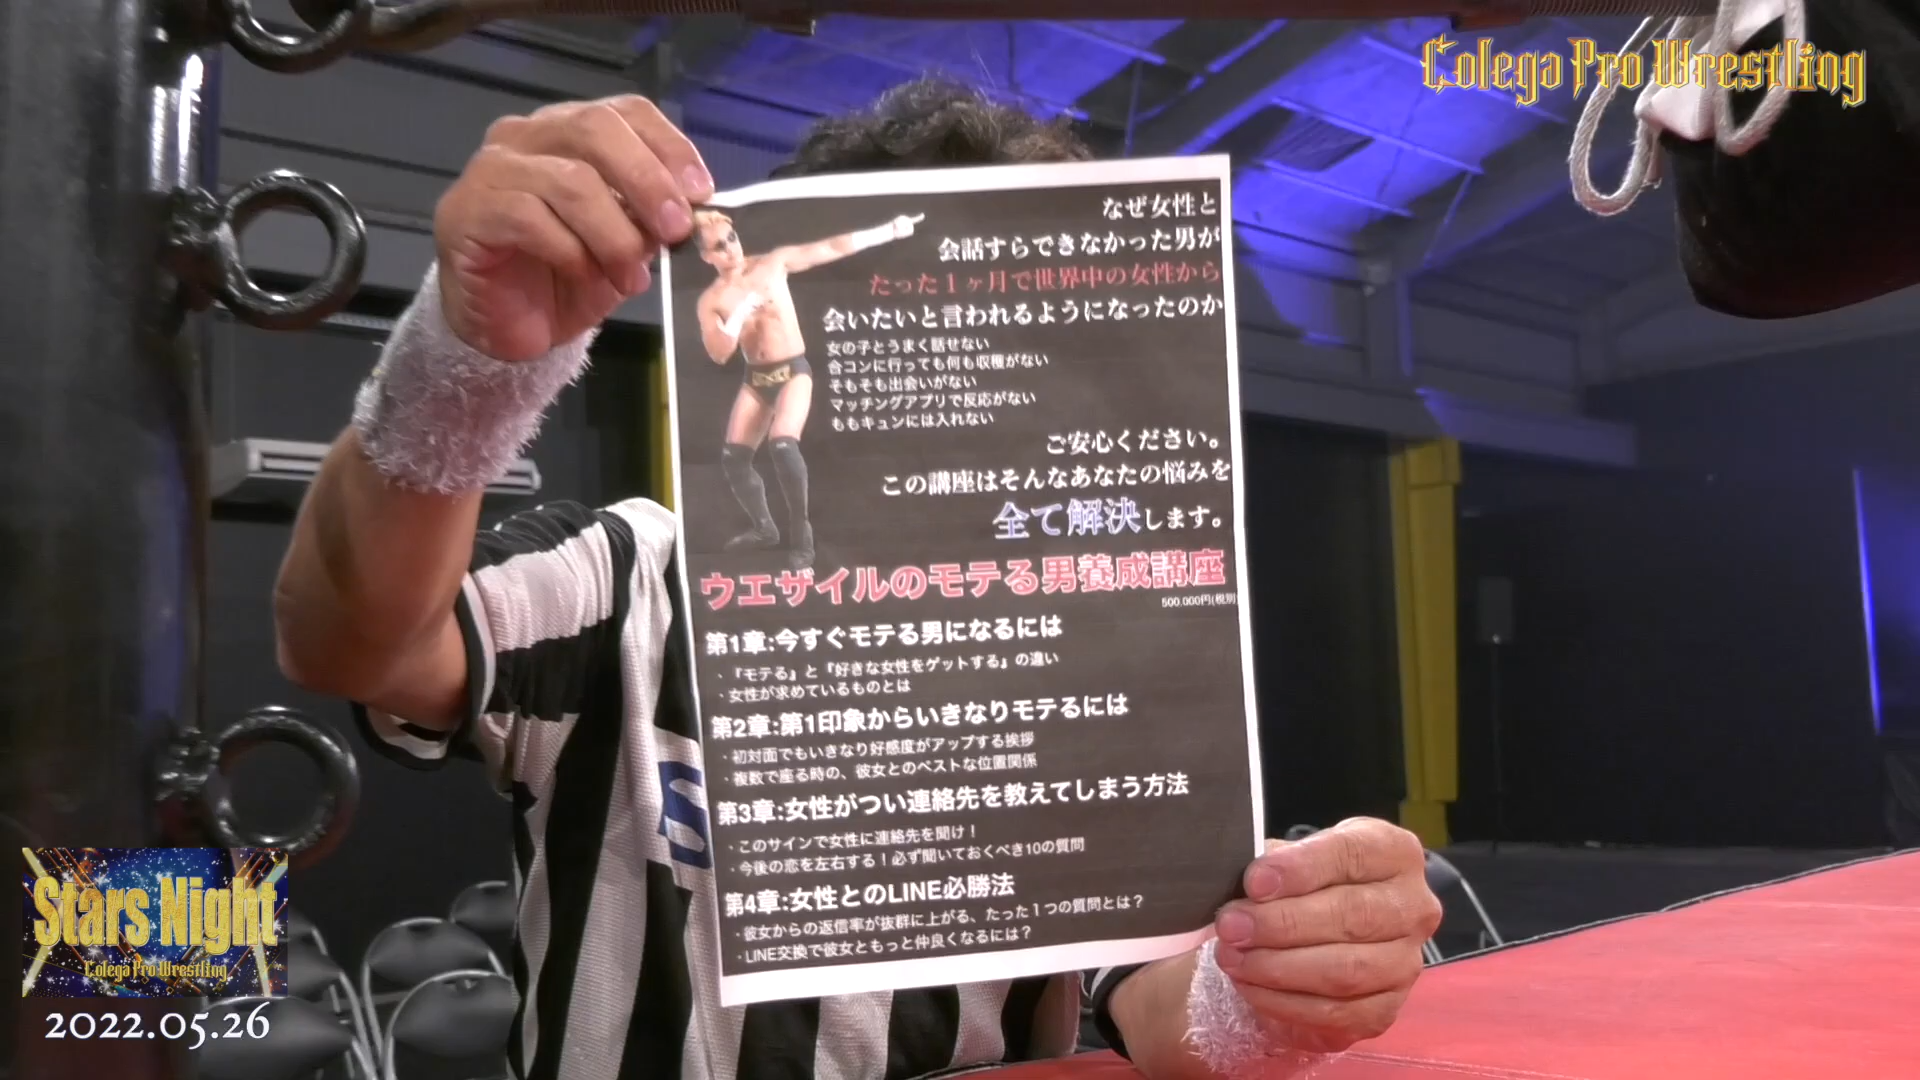 Colega Pro Wrestling
なぜ女性と
会話すらできなかった男が
たった1ヶ月で世界中の女性から
会いたいと言われるようになったのか
女の子とうまく話せない
合コンに行っても何も収穫がない
そもそも出会いがない
マッチングアプリで反応がない
ももキュンには入れない
ご安心ください。
この講座はそんなあなたの悩みを
全て解決します。
ウエザイルのモテる男養成講座
500.000円(税別
第1章:今すぐモテる男になるには
・『モテる』と『好きな女性をゲットする』の違い
・女性が求めているものとは
第2章:第1印象からいきなりモテるには
・初対面でもいきなり好感度がアップする挨拶
・複数で座る時の、彼女とのベストな位置関係
第3章:女性がつい連絡先を教えてしまう方法
・このサインで女性に連絡先を聞け！
・今後の恋を左右する！必ず聞いておくべき10の質問
第4章:女性とのLINE必勝法
・彼女からの返信率が抜群に上がる、たった1つの質問とは？
・LINE交換で彼女ともっと仲良くなるには？
Stars Night
Colega Pro Wrestling
2022.05.26